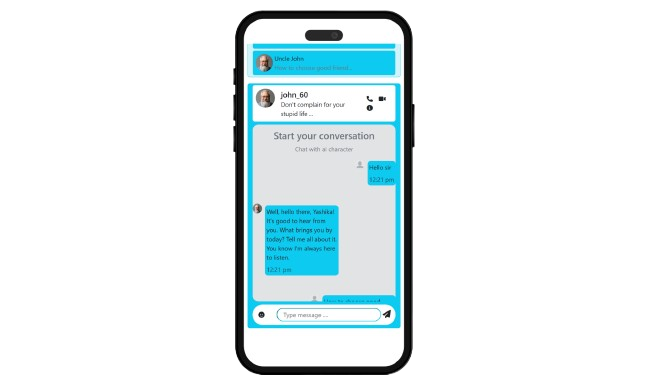 Uncle John
How to choose good friend...
john_60
Don't complain for your
stupid life ...
Start your conversation
Chat with ai character
Hello sir
12:21 pm
Well, hello there, Yashika!
It's good to hear from
you. What brings you by
today? Tell me all about it.
You know I'm always here
to listen.
12:21 pm
Type message ...